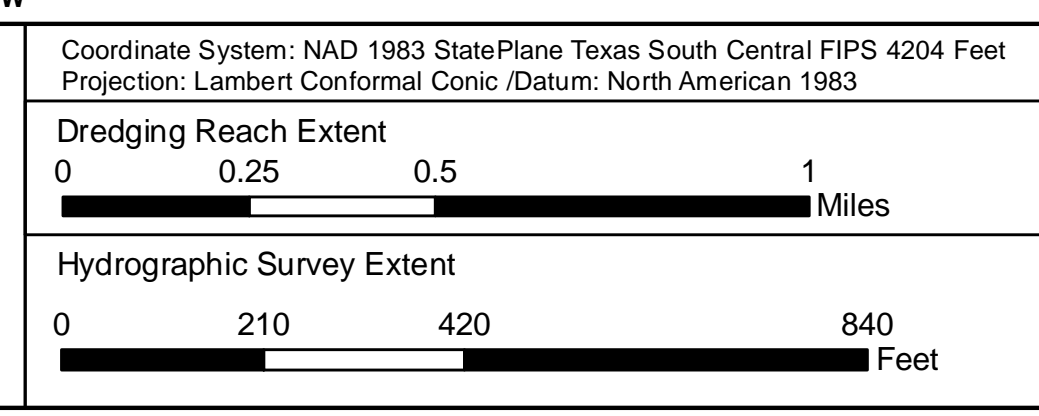 W
Coordinate System: NAD 1983 StatePlane Texas South Central FIPS 4204 Feet
Projection: Lambert Conformal Conic /Datum: North American 1983
Dredging Reach Extent
0 0.25 0.5 1
Miles
Hydrographic Survey Extent
0 210 420 840
Feet